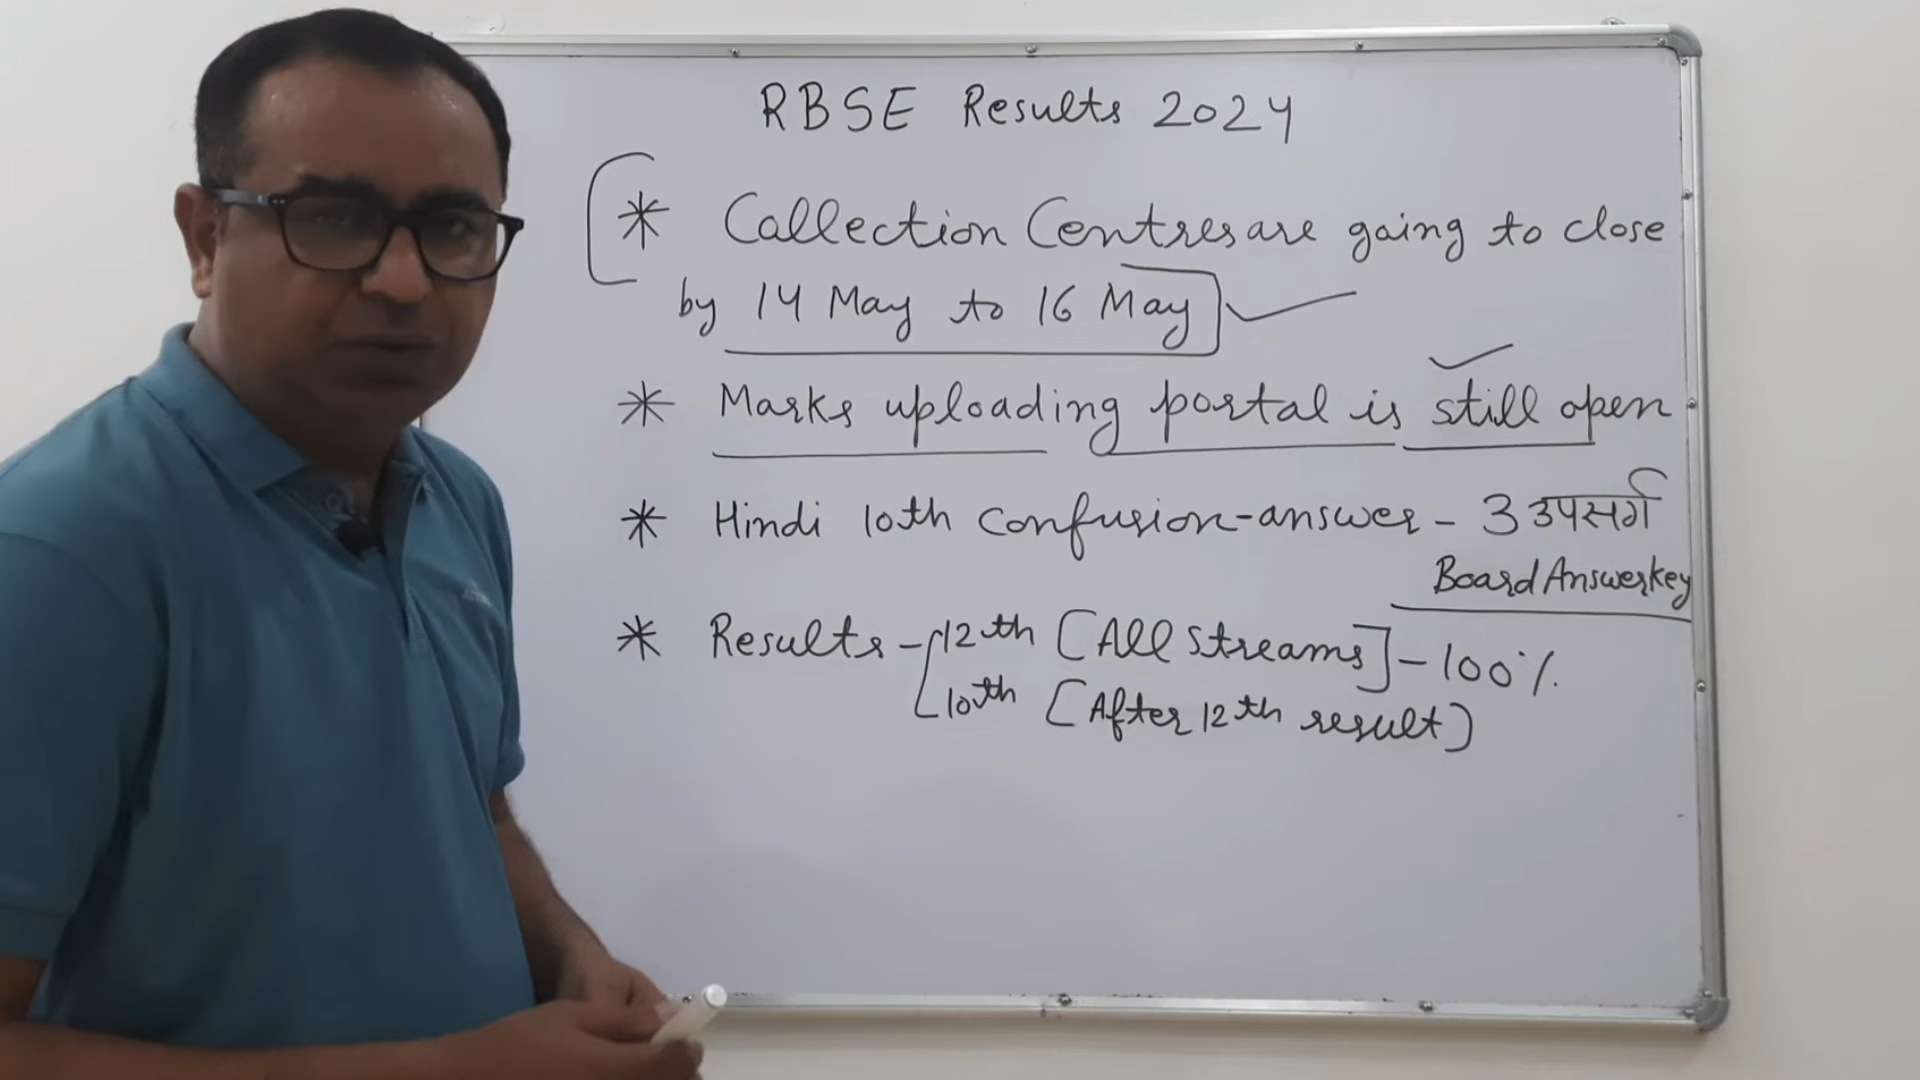 RBSE Results 2024
* Collection Centres are going to close
by 14 May to 16 May
* Marks uploading portal is still open
* Hindi 10th confusion-answer - 3 उपसर्ग
Board Answerkey
* Results - 12th [All streams] - 100%
10th [After 12th result]